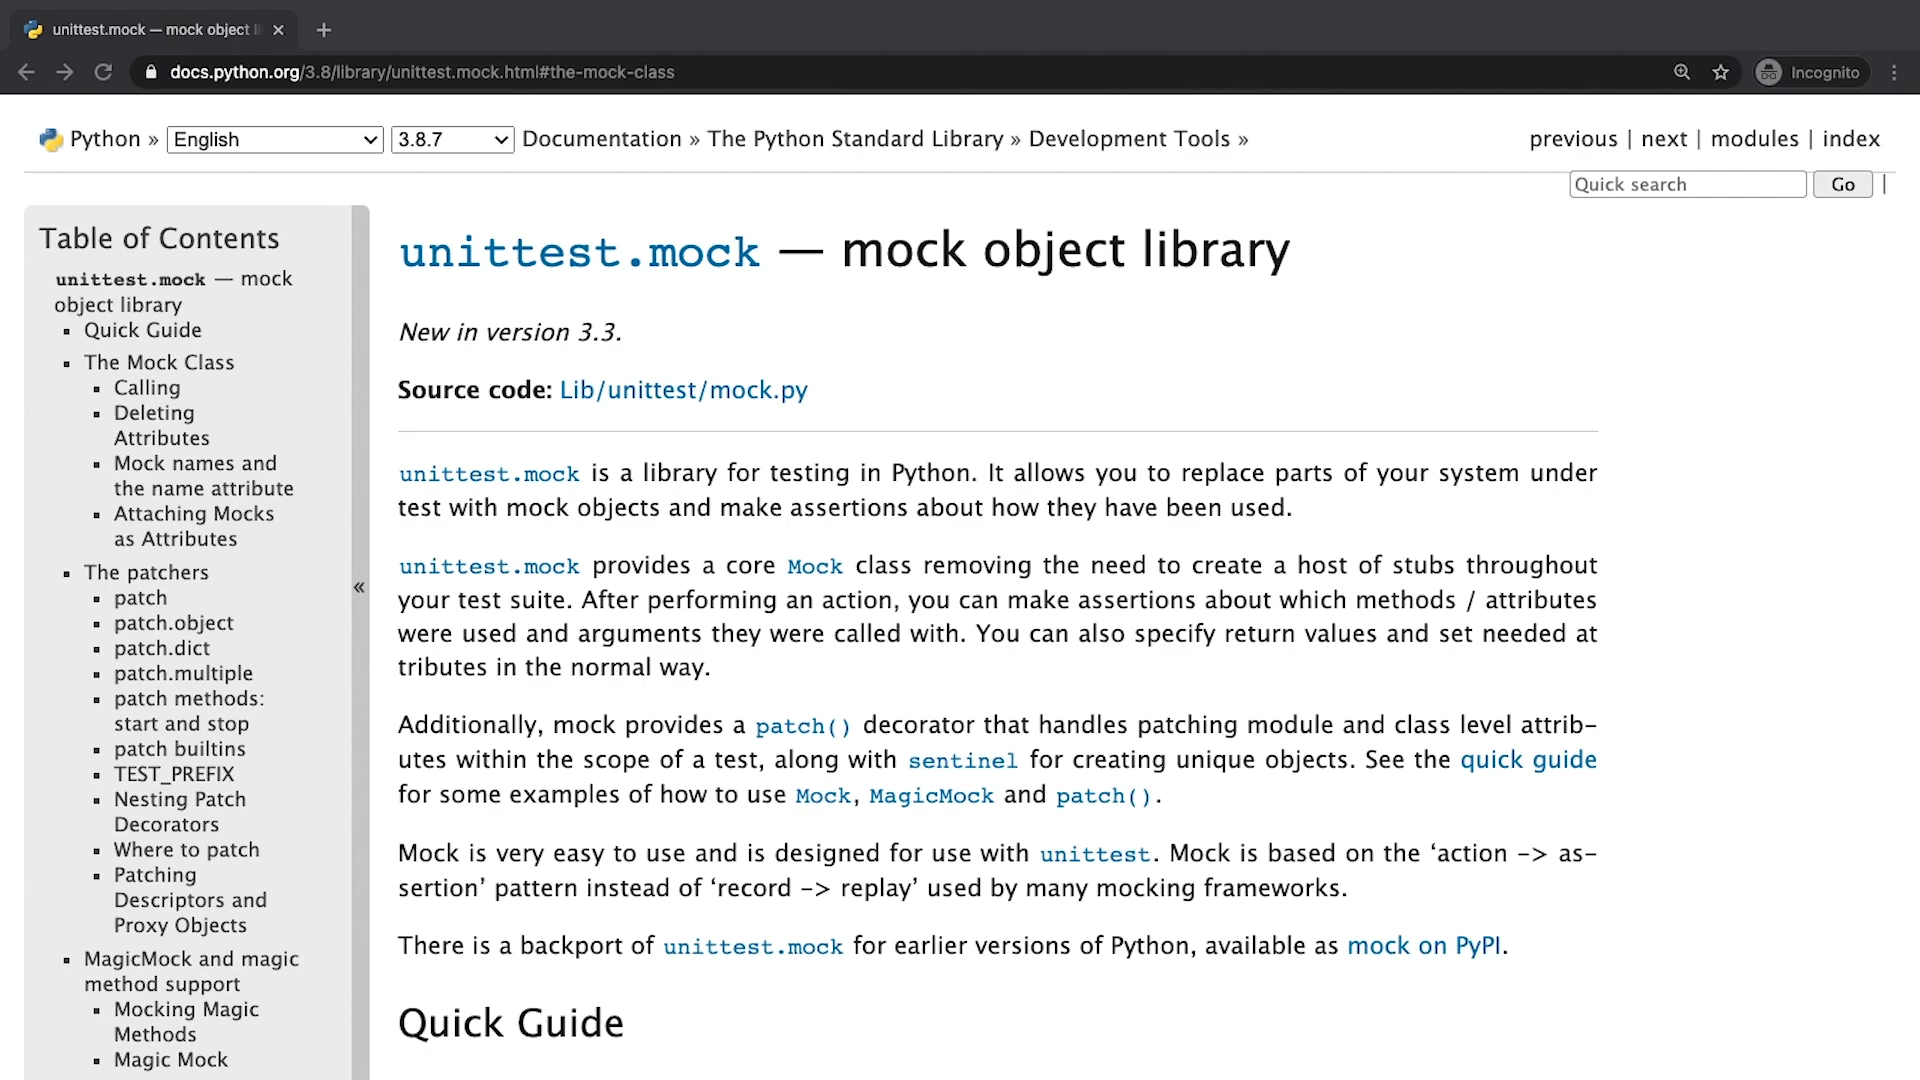 unittest.mock — mock object li
docs.python.org/3.8/library/unittest.mock.html#the-mock-class
Incognito
Python » English 3.8.7 Documentation » The Python Standard Library » Development Tools »
previous | next | modules | index
Quick search Go |
Table of Contents
unittest.mock — mock
object library
Quick Guide
The Mock Class
Calling
Deleting
Attributes
Mock names and
the name attribute
Attaching Mocks
as Attributes
The patchers
patch
patch.object
patch.dict
patch.multiple
patch methods:
start and stop
patch builtins
TEST_PREFIX
Nesting Patch
Decorators
Where to patch
Patching
Descriptors and
Proxy Objects
MagicMock and magic
method support
Mocking Magic
Methods
Magic Mock
«
unittest.mock — mock object library
New in version 3.3.
Source code: Lib/unittest/mock.py
unittest.mock is a library for testing in Python. It allows you to replace parts of your system under
test with mock objects and make assertions about how they have been used.
unittest.mock provides a core Mock class removing the need to create a host of stubs throughout
your test suite. After performing an action, you can make assertions about which methods / attributes
were used and arguments they were called with. You can also specify return values and set needed at
tributes in the normal way.
Additionally, mock provides a patch() decorator that handles patching module and class level attrib-
utes within the scope of a test, along with sentinel for creating unique objects. See the quick guide
for some examples of how to use Mock, MagicMock and patch().
Mock is very easy to use and is designed for use with unittest. Mock is based on the ‘action -> as-
sertion’ pattern instead of ‘record -> replay’ used by many mocking frameworks.
There is a backport of unittest.mock for earlier versions of Python, available as mock on PyPI.
Quick Guide